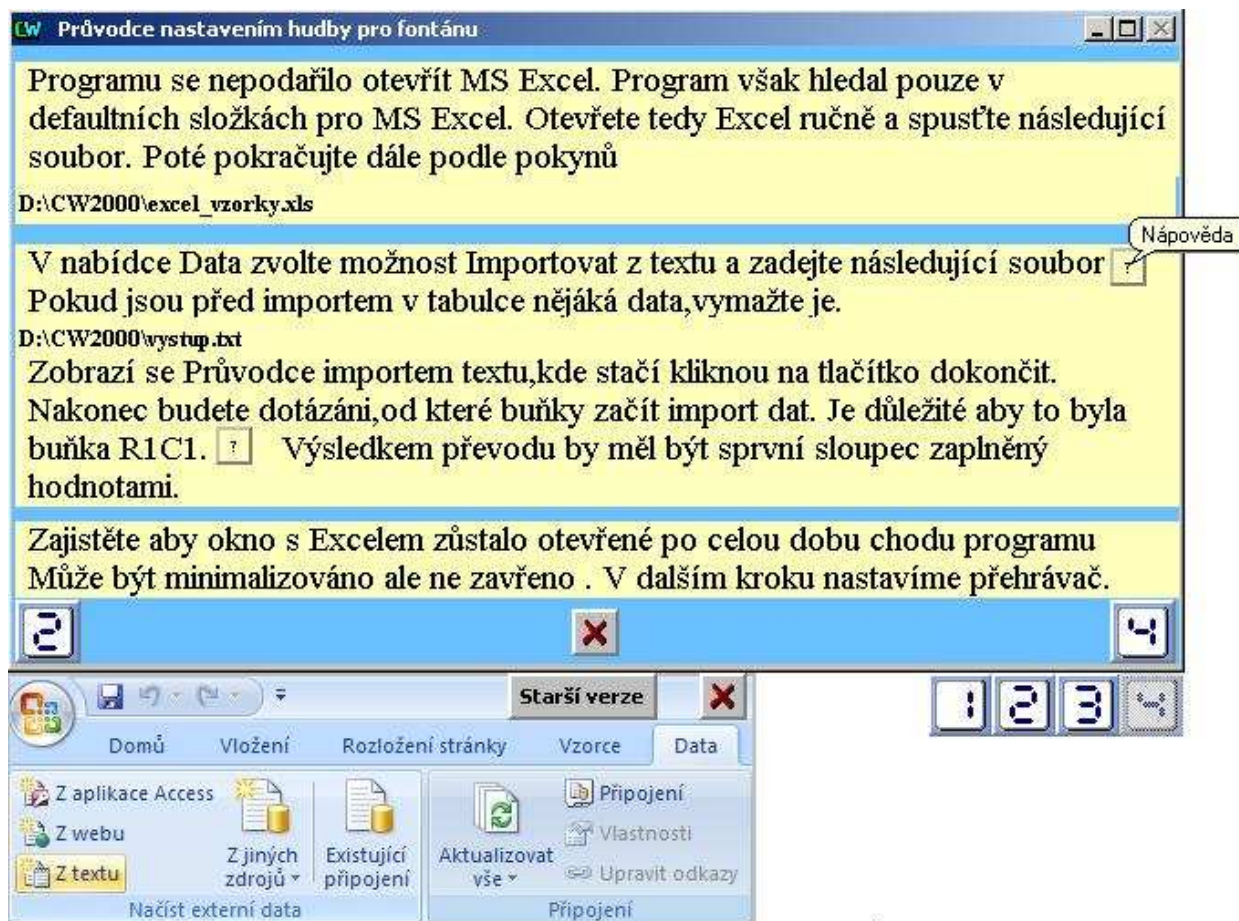 CW Průvodce nastavením hudby pro fontánu
Programu se nepodařilo otevřít MS Excel. Program však hledal pouze v
defaultních složkách pro MS Excel. Otevřete tedy Excel ručně a spusťte následující
soubor. Poté pokračujte dále podle pokynů
D:\CW2000\excel_vzorky.xls
Nápověda
V nabídce Data zvolte možnost Importovat z textu a zadejte následující soubor ?
Pokud jsou před importem v tabulce nějáká data,vymažte je.
D:\CW2000\vystup.txt
Zobrazí se Průvodce importem textu,kde stačí kliknou na tlačítko dokončit.
Nakonec budete dotázáni,od které buňky začít import dat. Je důležité aby to byla
buňka R1C1. ? Výsledkem převodu by měl být sprvní sloupec zaplněný
hodnotami.
Zajistěte aby okno s Excelem zůstalo otevřené po celou dobu chodu programu
Může být minimalizováno ale ne zavřeno . V dalším kroku nastavíme přehrávač.
2 4
Starší verze
1 2 3 4
Domů Vložení Rozložení stránky Vzorce Data
Z aplikace Access
Z webu
Z textu
Z jiných
zdrojů
Existující
připojení
Načíst externí data
Aktualizovat
vše
Připojení
Vlastnosti
Upravit odkazy
Připojení